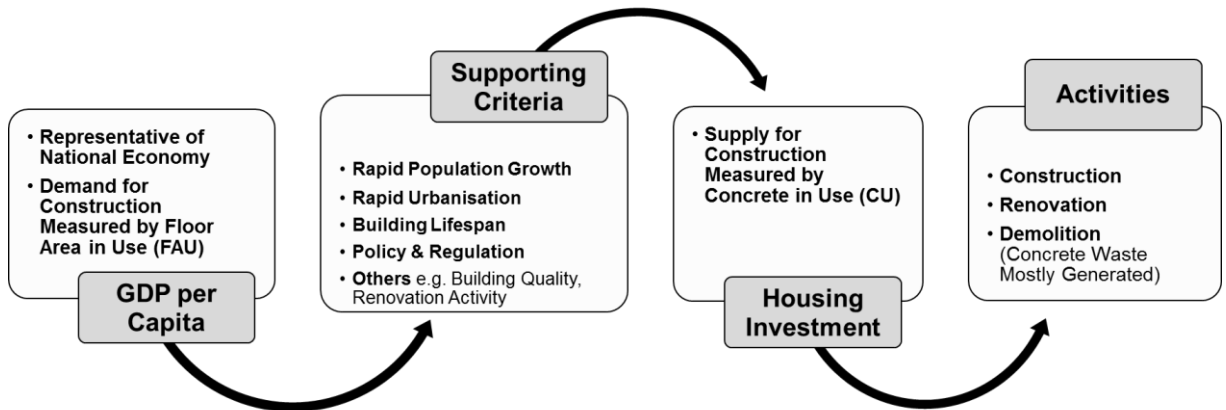 • Representative of
National Economy
• Demand for
Construction
Measured by Floor
Area in Use (FAU)
GDP per
Capita
Supporting
Criteria
• Rapid Population Growth
• Rapid Urbanisation
• Building Lifespan
• Policy & Regulation
• Others e.g. Building Quality,
Renovation Activity
• Supply for
Construction
Measured by
Concrete in Use (CU)
Housing
Investment
Activities
• Construction
• Renovation
• Demolition
(Concrete Waste
Mostly Generated)